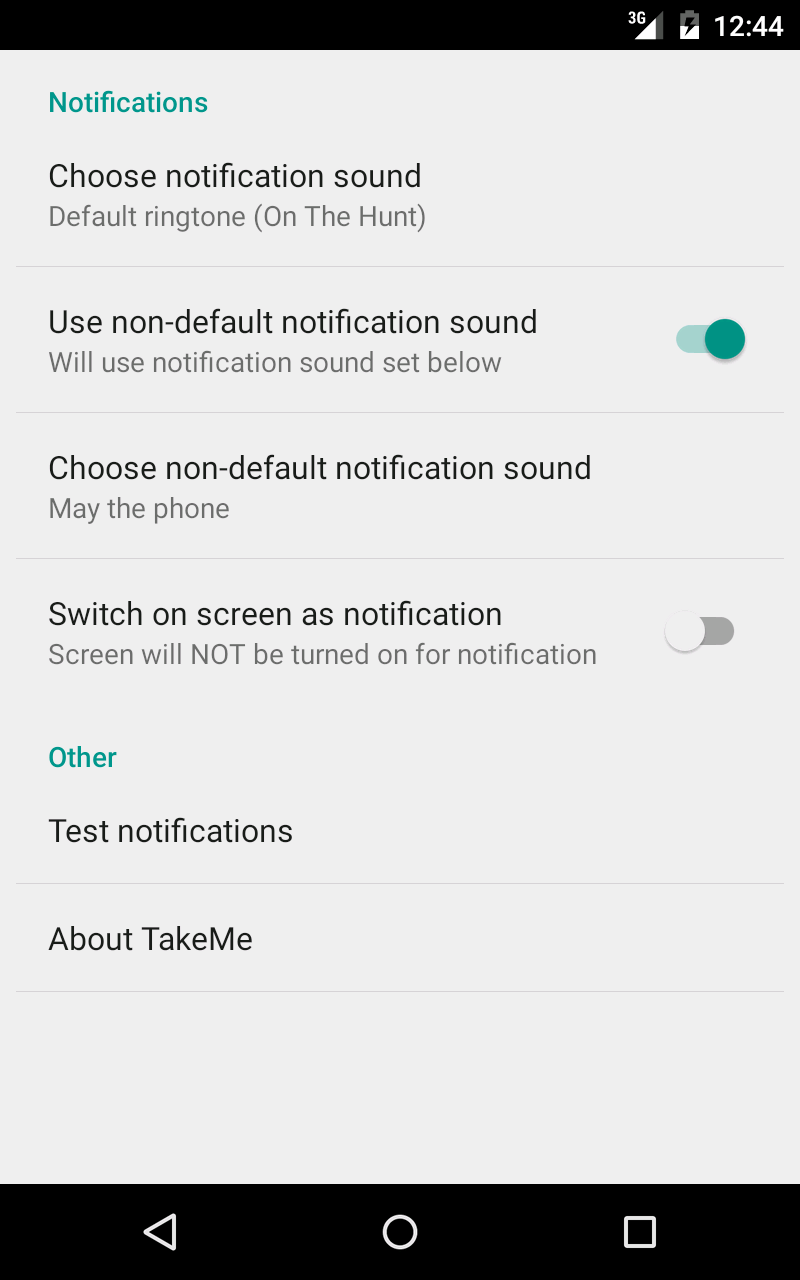 3G 12:44
Notifications
Choose notification sound
Default ringtone (On The Hunt)
Use non-default notification sound
Will use notification sound set below
Choose non-default notification sound
May the phone
Switch on screen as notification
Screen will NOT be turned on for notification
Other
Test notifications
About TakeMe